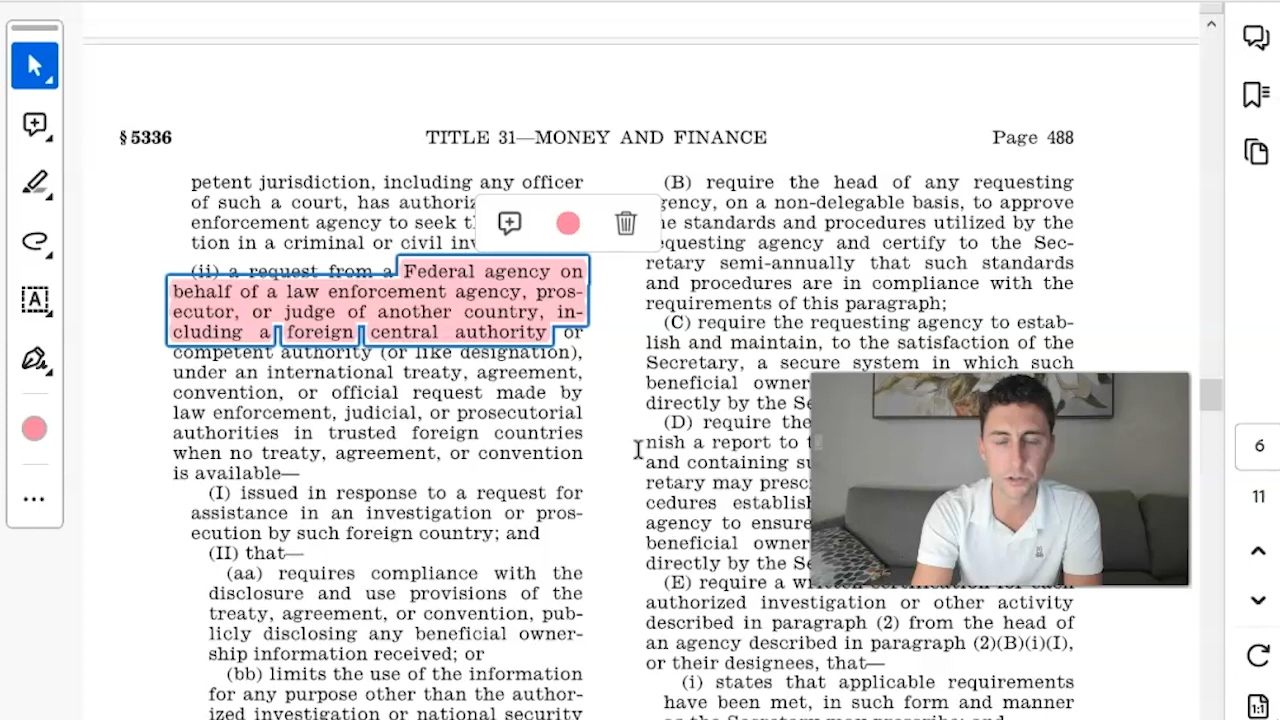 § 5336
TITLE 31—MONEY AND FINANCE
Page 488
petent jurisdiction, including any officer
of such a court, has
enforcement agency to seek
tion in a criminal or civil
(ii) a request from a Federal agency on
behalf of a law enforcement agency, pros-
ecutor, or judge of another country, in-
cluding a foreign central authority or
competent authority (or like designation),
under an international treaty, agreement,
convention, or official request made by
law enforcement, judicial, or prosecutorial
authorities in trusted foreign countries
when no treaty, agreement, or convention
is available—
(I) issued in response to a request for
assistance in an investigation or pros-
ecution by such foreign country; and
(II) that—
(aa) requires compliance with the
disclosure and use provisions of the
treaty, agreement, or convention, pub-
licly disclosing any beneficial owner-
ship information received; or
(bb) limits the use of the information
for any purpose other than the author-
ized investigation or national security
(B) require the head of any requesting
gency, on a non-delegable basis, to approve
he standards and procedures utilized by the
equesting agency and certify to the Sec-
retary semi-annually that such standards
and procedures are in compliance with the
requirements of this paragraph;
(C) require the requesting agency to estab-
lish and maintain, to the satisfaction of the
Secretary, a secure system in which such
beneficial owner
directly by the Se
(D) require the
nish a report to
and containing
retary may
cedures
agency to ensure
beneficial owner
directly by the Se
(E) require a
authorized investigation or other activity
described in paragraph (2) from the head of
an agency described in paragraph (2)(B)(i)(I),
or their designees, that—
(i) states that applicable requirements
have been met, in such form and manner
as the Secretary may prescribe; and
6
11
A
1:1